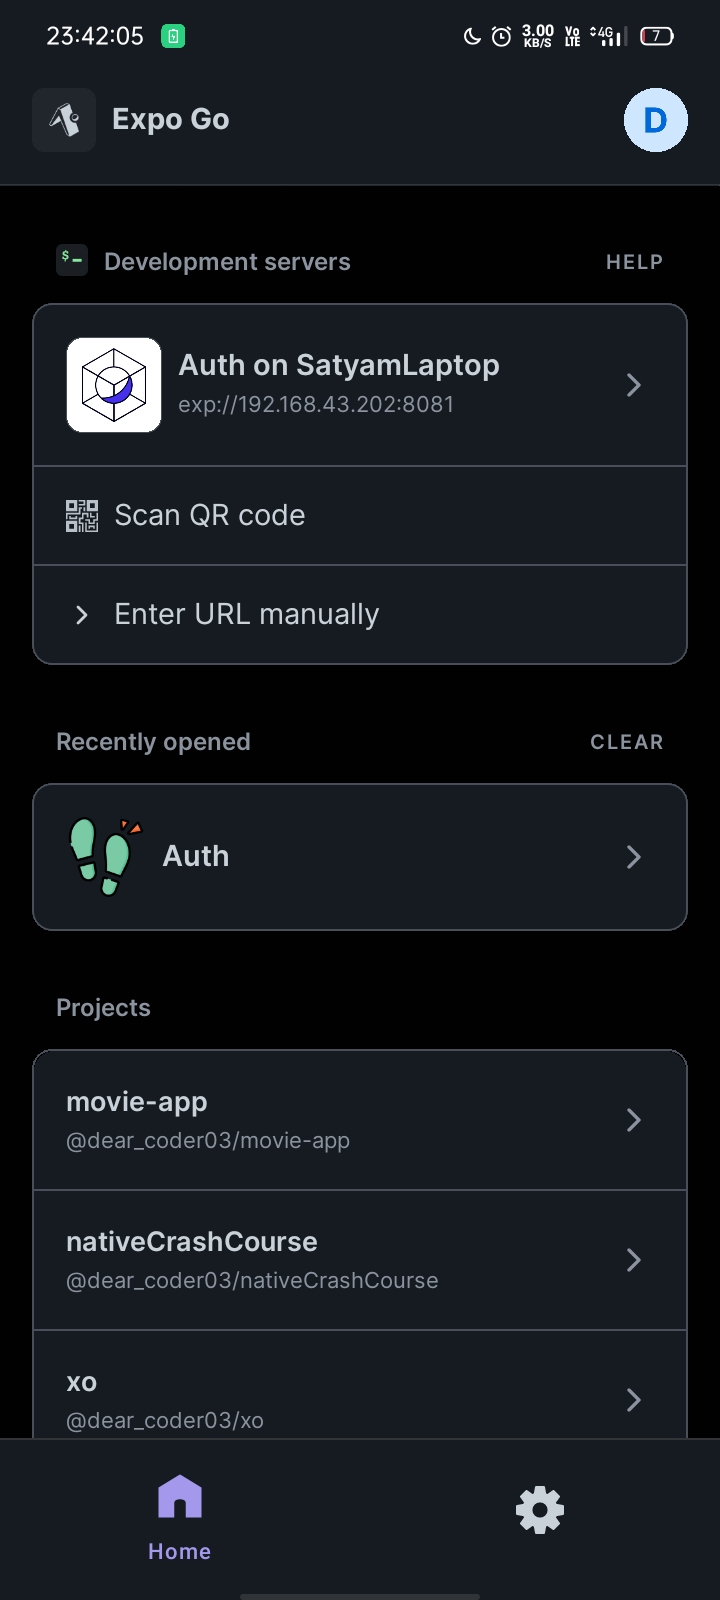 23:42:05 3.00 KB/S Vo LTE 4G 7
Expo Go D
$ Development servers HELP
Auth on SatyamLaptop
exp://192.168.43.202:8081
Scan QR code
Enter URL manually
Recently opened CLEAR
Auth
Projects
movie-app
@dear_coder03/movie-app
nativeCrashCourse
@dear_coder03/nativeCrashCourse
xo
@dear_coder03/xo
Home